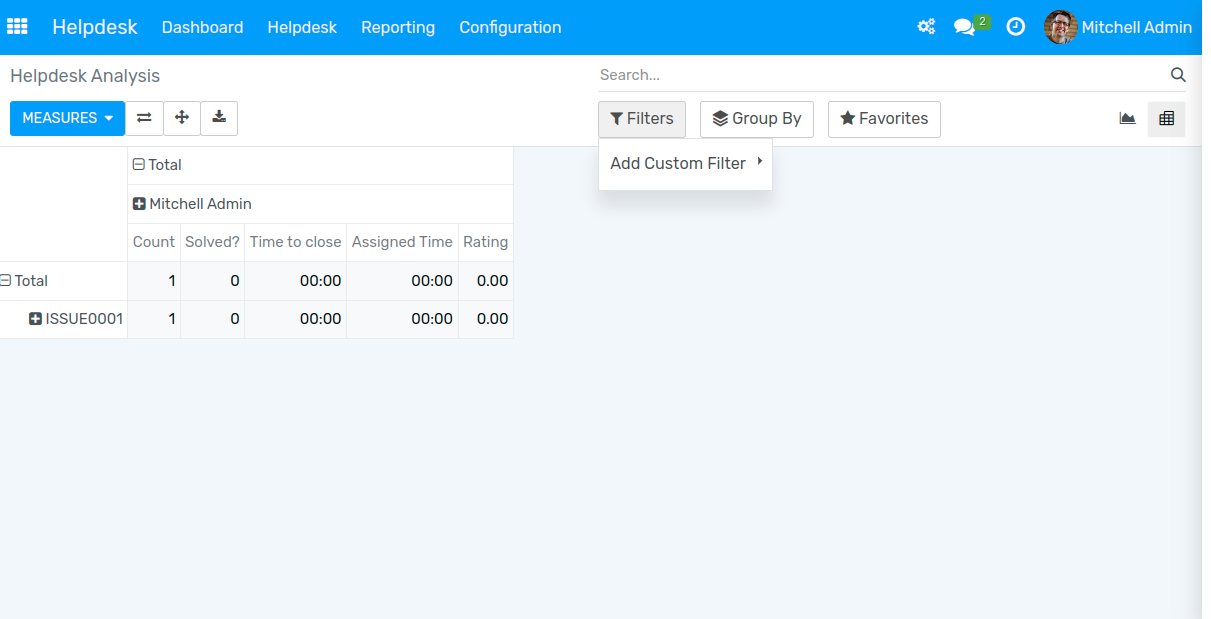 Helpdesk Dashboard Helpdesk Reporting Configuration 2 Mitchell Admin
Helpdesk Analysis Search...
MEASURES Filters Group By Favorites
Add Custom Filter
Total
Mitchell Admin
Count Solved? Time to close Assigned Time Rating
Total 1 0 00:00 00:00 0.00
ISSUE0001 1 0 00:00 00:00 0.00